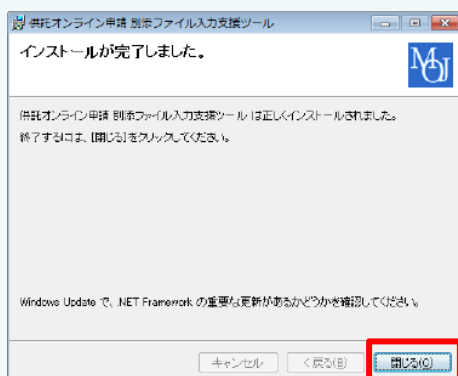 供託オンライン申請 別添ファイル入力支援ツール
インストールが完了しました。
MOJ
供託オンライン申請 別添ファイル入力支援ツール は正しくインストールされました。
終了するには、[閉じる]をクリックしてください。
Windows Update で、.NET Framework の重要な更新があるかどうかを確認してください。
キャンセル
< 戻る(B)
閉じる(C)